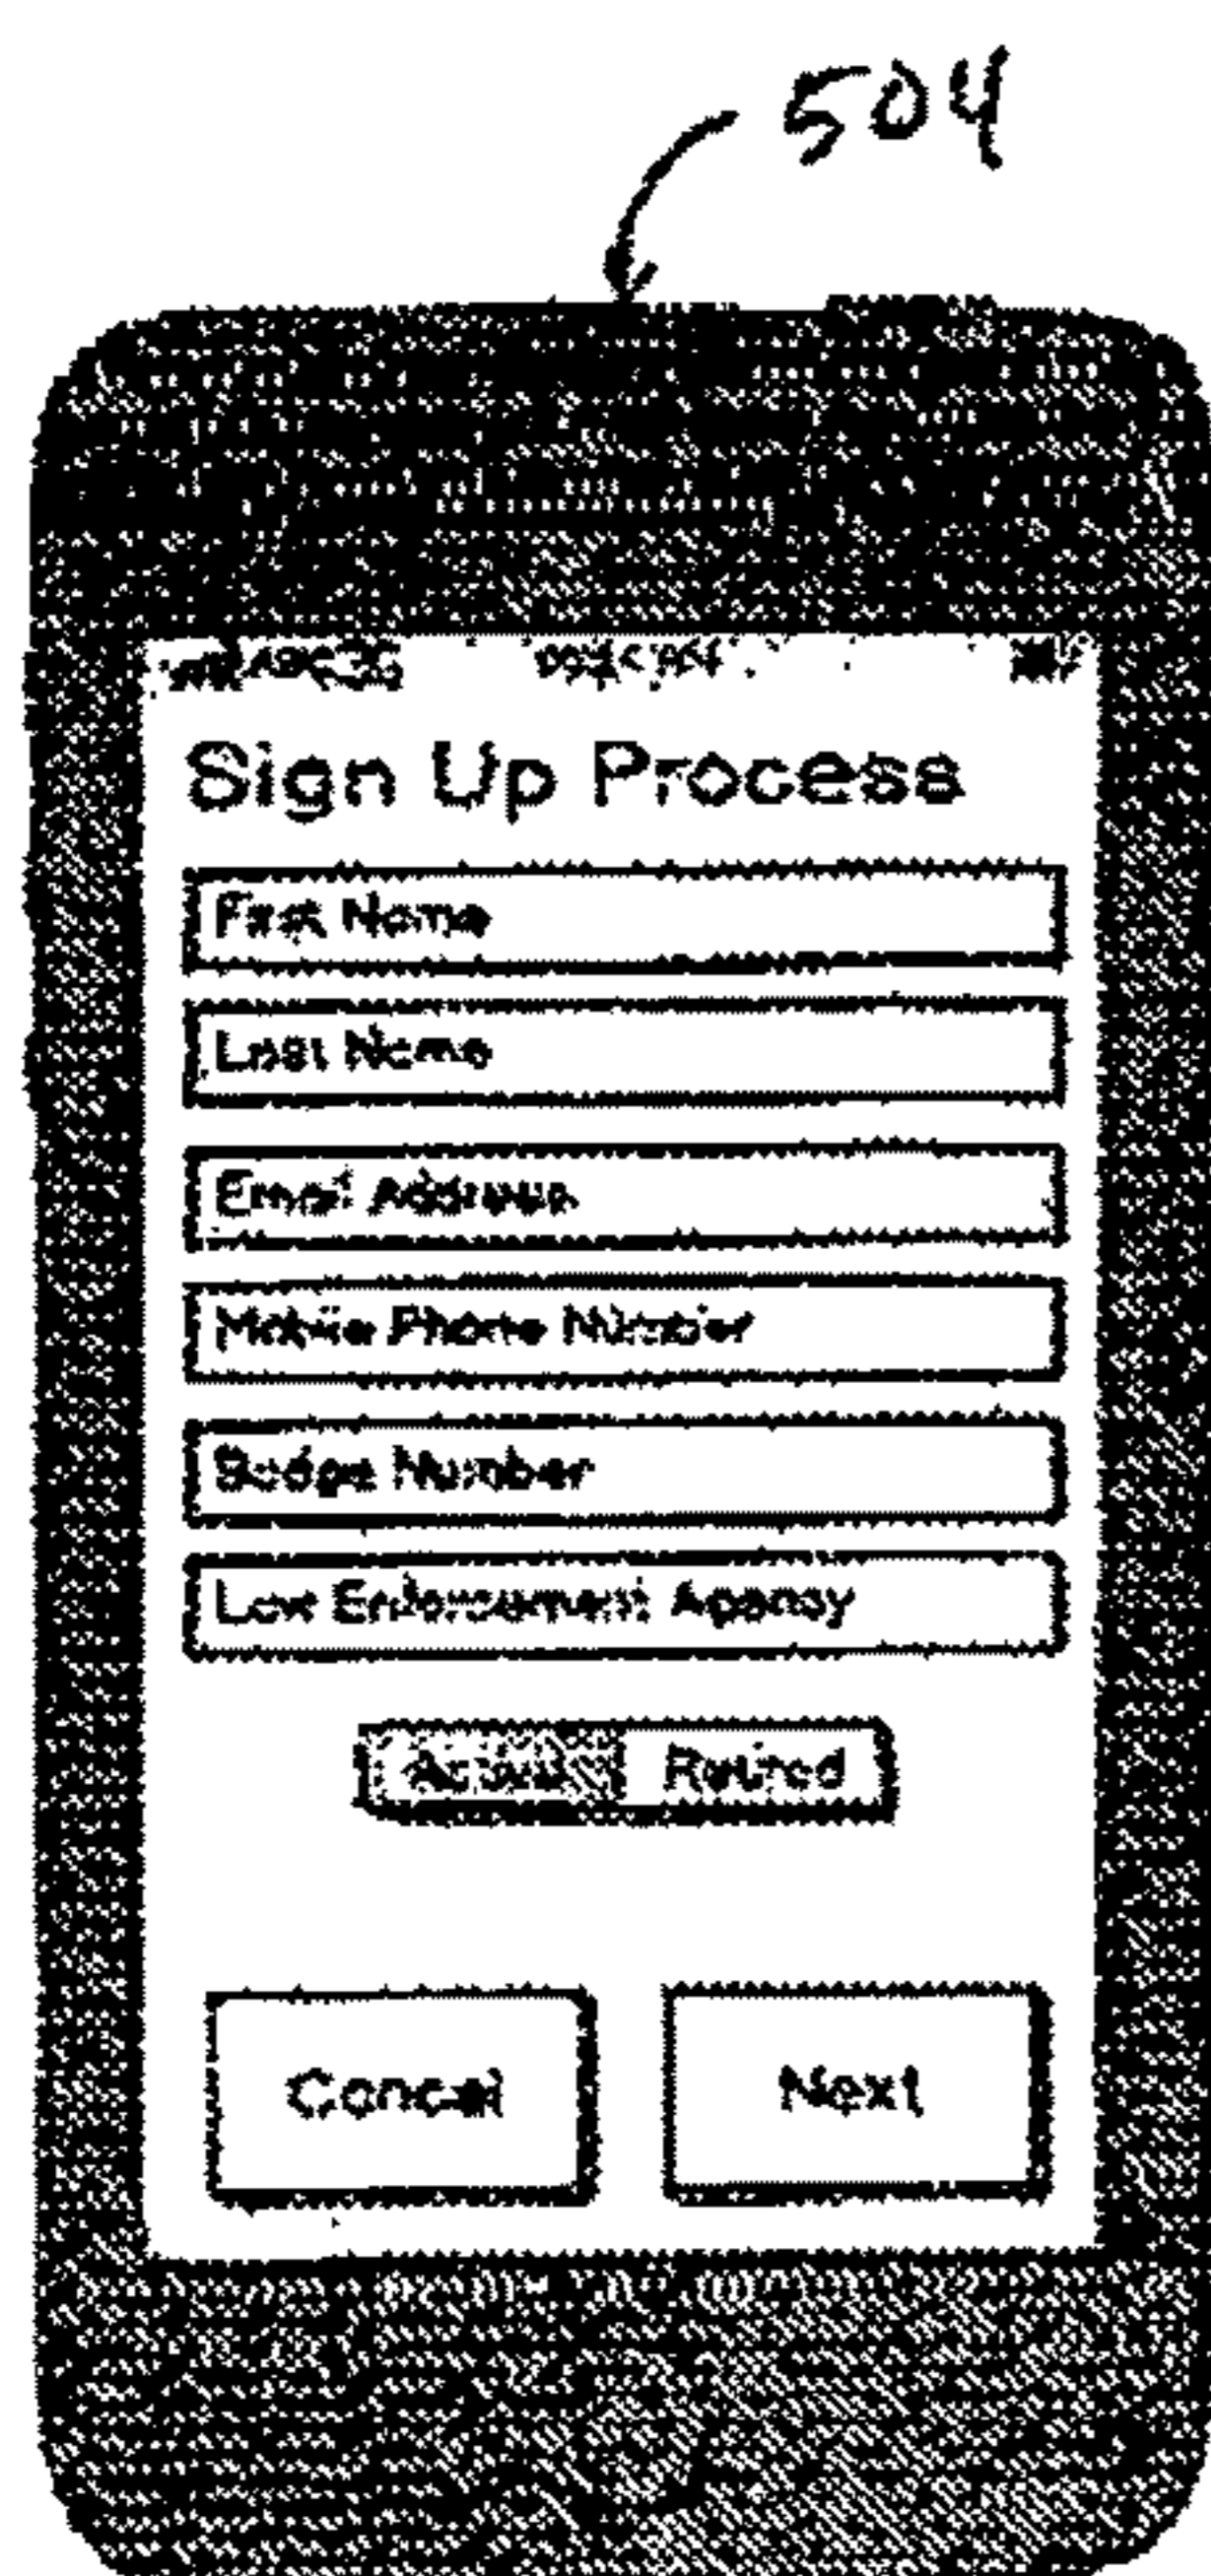 504
Sign Up Process
First Name
Last Name
Email Address
Mobile Phone Number
Badge Number
Law Enforcement Agency
Active Retired
Cancel Next